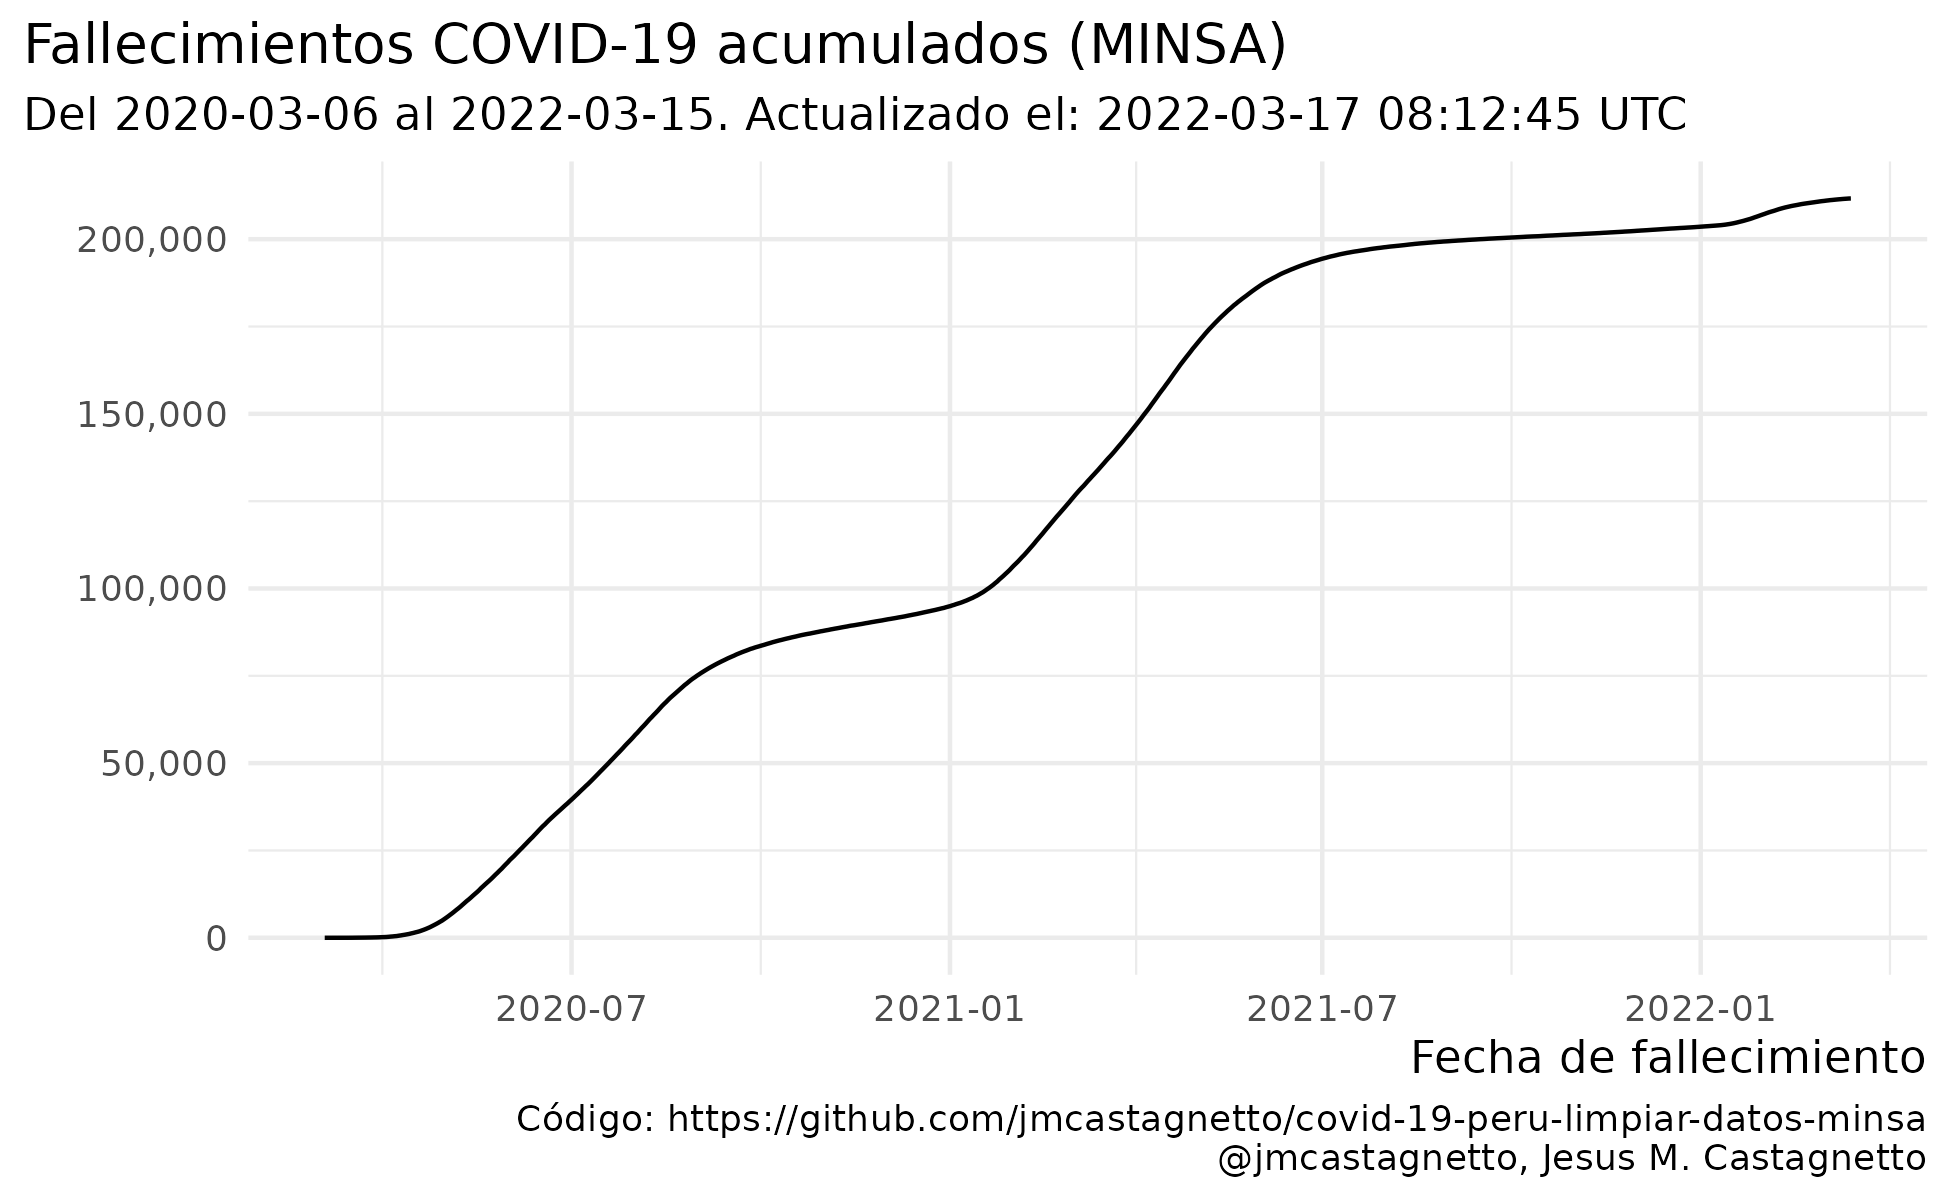 Fallecimientos COVID-19 acumulados (MINSA)
Del 2020-03-06 al 2022-03-15. Actualizado el: 2022-03-17 08:12:45 UTC
200,000
150,000
100,000
50,000
0
2020-07
2021-01
2021-07
2022-01
Fecha de fallecimiento
Código: https://github.com/jmcastagnetto/covid-19-peru-limpiar-datos-minsa
@jmcastagnetto, Jesus M. Castagnetto